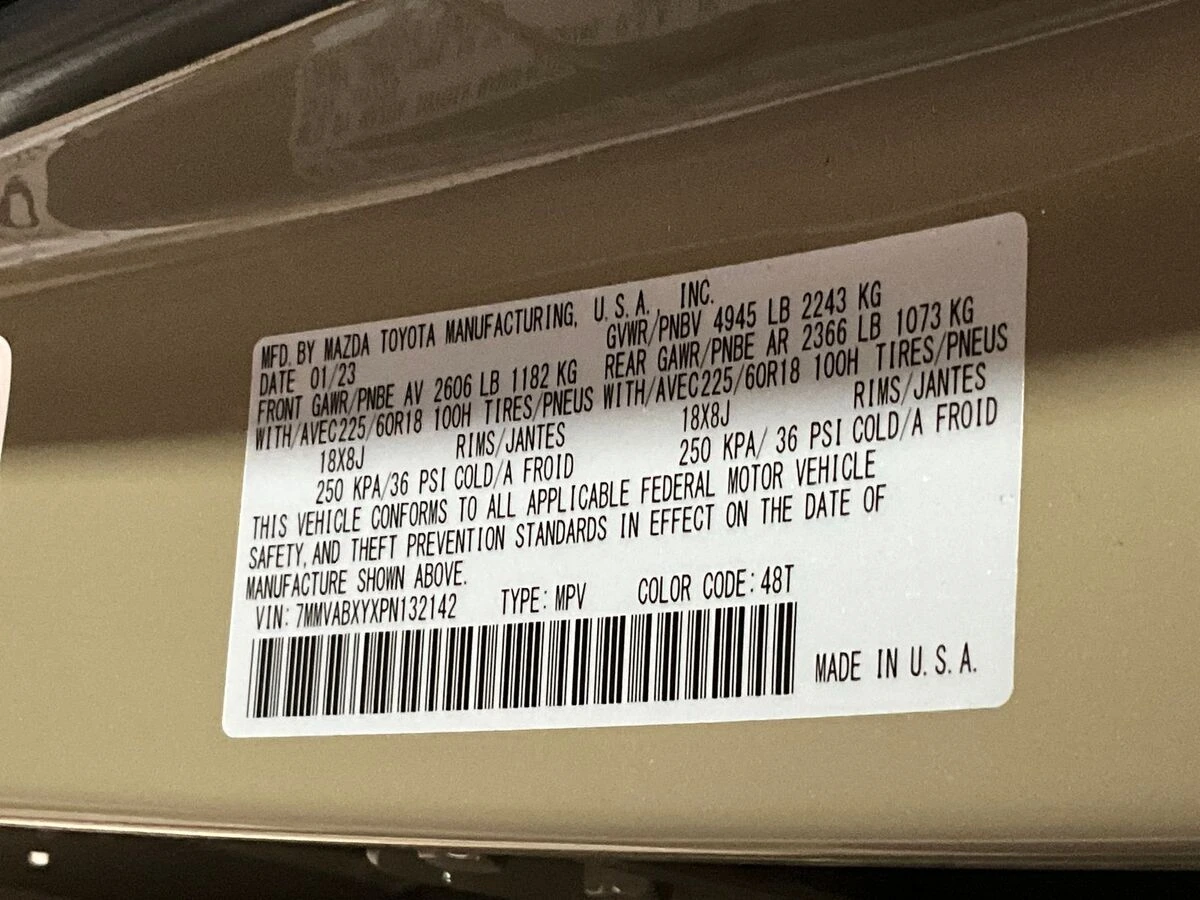 MFD. BY MAZDA TOYOTA MANUFACTURING, U.S.A., INC.
DATE 01/23 GVWR/PNBV 4945 LB 2243 KG
FRONT GAWR/PNBE AV 2606 LB 1182 KG REAR GAWR/PNBE AR 2366 LB 1073 KG
WITH/AVEC225/60R18 100H TIRES/PNEUS WITH/AVEC225/60R18 100H TIRES/PNEUS
18X8J RIMS/JANTES 18X8J RIMS/JANTES
250 KPA/36 PSI COLD/A FROID 250 KPA/ 36 PSI COLD/A FROID
THIS VEHICLE CONFORMS TO ALL APPLICABLE FEDERAL MOTOR VEHICLE
SAFETY, AND THEFT PREVENTION STANDARDS IN EFFECT ON THE DATE OF
MANUFACTURE SHOWN ABOVE.
VIN: 7MMVABXYXPN132142 TYPE: MPV COLOR CODE: 48T
MADE IN U.S.A.